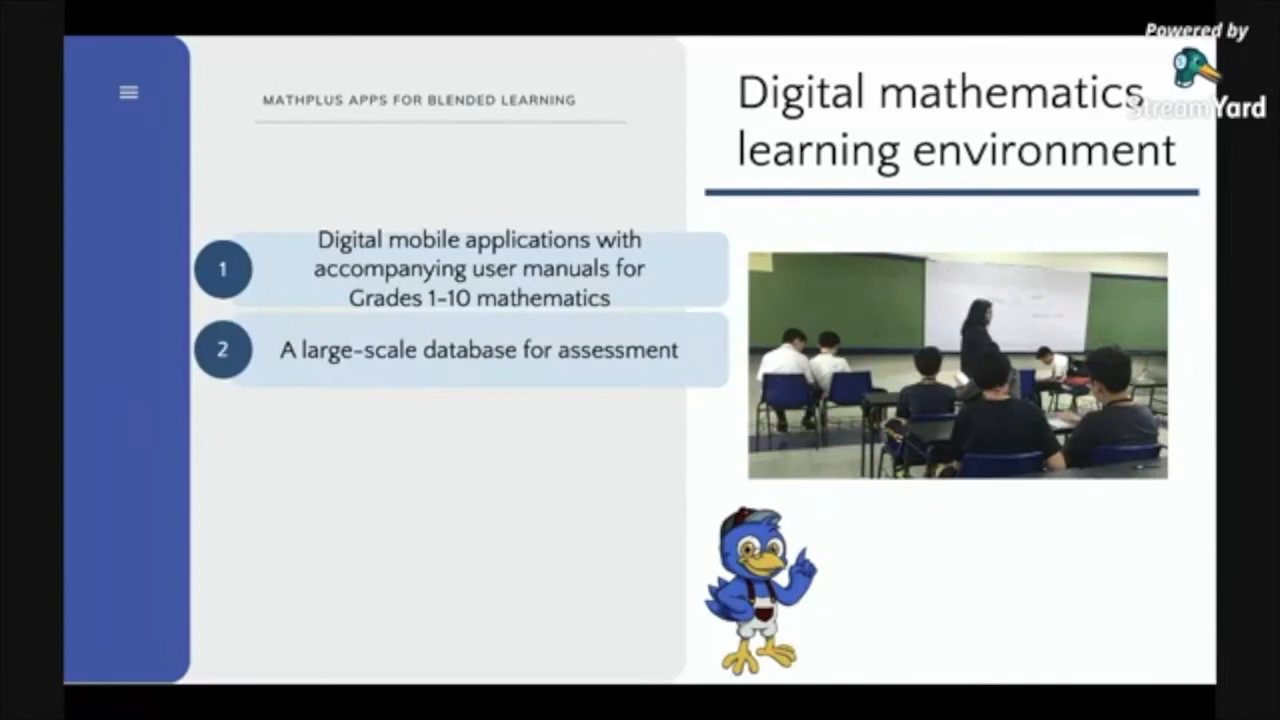 Powered by
StreamYard
MATHPLUS APPS FOR BLENDED LEARNING
Digital mathematics
learning environment
1
Digital mobile applications with
accompanying user manuals for
Grades 1-10 mathematics
2
A large-scale database for assessment